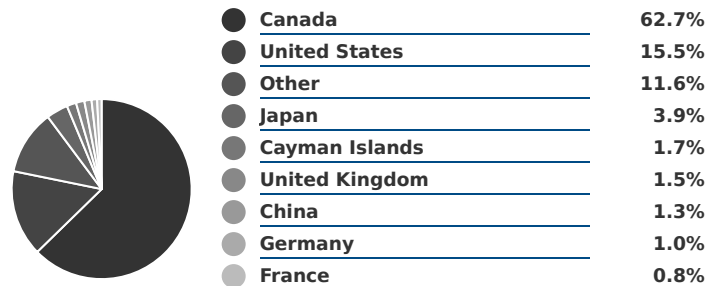 Canada 62.7%
United States 15.5%
Other 11.6%
Japan 3.9%
Cayman Islands 1.7%
United Kingdom 1.5%
China 1.3%
Germany 1.0%
France 0.8%